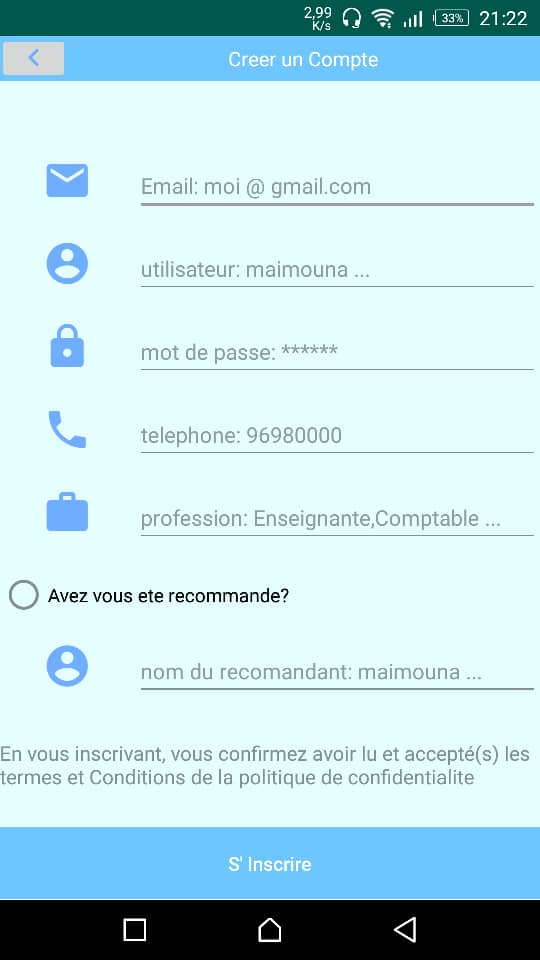 2,99
K/s
33%
21:22
Creer un Compte
Email: moi @ gmail.com
utilisateur: maimouna ...
mot de passe: ******
telephone: 96980000
profession: Enseignante,Comptable ...
Avez vous ete recommande?
nom du recomandant: maimouna ...
En vous inscrivant, vous confirmez avoir lu et accepté(s) les
termes et Conditions de la politique de confidentialite
S' Inscrire